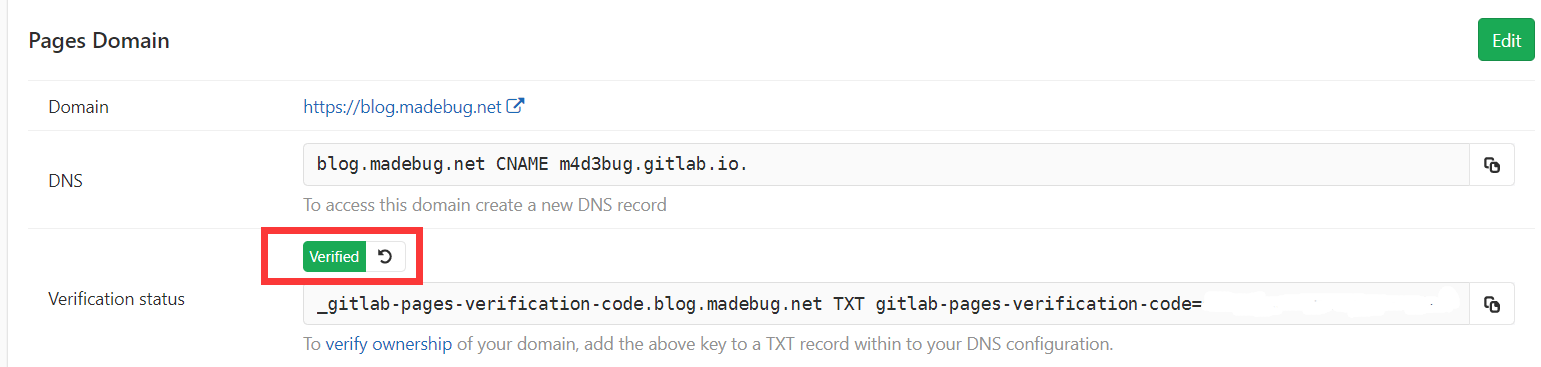 Pages Domain
Edit
Domain
https://blog.madebug.net
DNS
blog.madebug.net CNAME m4d3bug.gitlab.io.
To access this domain create a new DNS record
Verified
Verification status
_gitlab-pages-verification-code.blog.madebug.net TXT gitlab-pages-verification-code=
To verify ownership of your domain, add the above key to a TXT record within to your DNS configuration.